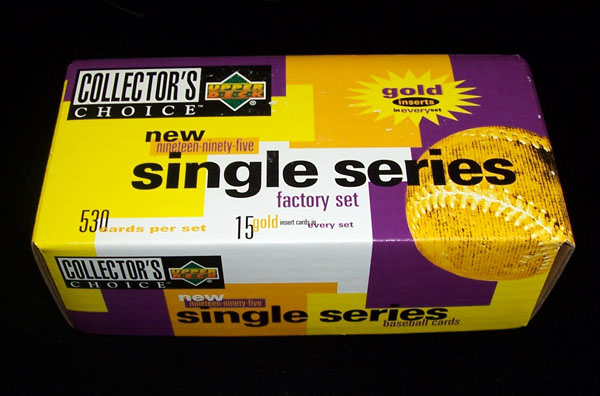 COLLECTOR'S
CHOICE™
UPPER
DECK
®
gold
inserts
in every set
new
nineteen-ninety-five
single series
factory set
530 cards per set
15 gold insert cards in every set
COLLECTOR'S
CHOICE™
UPPER
DECK
®
new
nineteen-ninety-five
single series
baseball cards